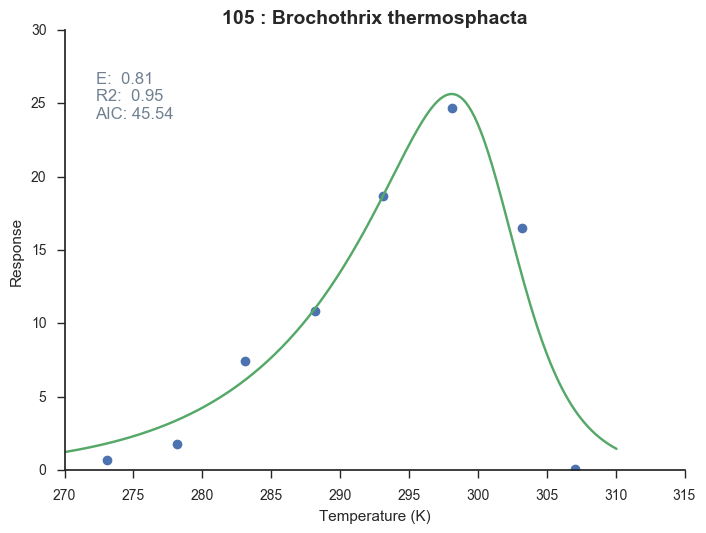 105 : Brochothrix thermosphacta
E: 0.81
R2: 0.95
AIC: 45.54
30
25
20
15
10
5
0
Response
270 275 280 285 290 295 300 305 310 315
Temperature (K)